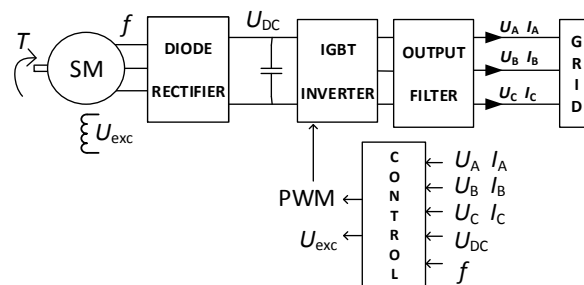 T
f
SM
U_exc
DIODE
RECTIFIER
U_DC
IGBT
INVERTER
OUTPUT
FILTER
U_A I_A
U_B I_B
U_C I_C
GRID
PWM
U_exc
CONTROL
U_A I_A
U_B I_B
U_C I_C
U_DC
f